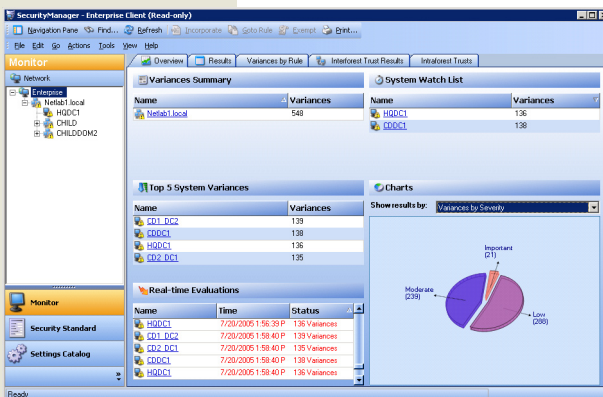 SecurityManager - Enterprise Client (Read-only)
Navigation Pane Find... Refresh Incorporate Goto Rule Exempt Print...
File Edit Go Actions Tools View Help
Monitor
Overview Results Variances by Rule Interforest Trust Results Intraforest Trusts
Network
Enterprise
Netlab1.local
HQDC1
CHILD
CHILDDOM2
Variances Summary
Name Variances
Netlab1.local 548
System Watch List
Name Variances
HQDC1 136
CDDC1 138
Top 5 System Variances
Name Variances
CD1_DC2 139
CDDC1 138
HQDC1 136
CD2_DC1 135
Charts
Show results by: Variances by Severity
Important
(21)
Moderate
(239)
Low
(288)
Real-time Evaluations
Name Time Status
HQDC1 7/20/2005 1:56:39 P 136 Variances
CD1_DC2 7/20/2005 1:58:40 P 139 Variances
CD2_DC1 7/20/2005 1:58:40 P 135 Variances
CDDC1 7/20/2005 1:58:40 P 138 Variances
HQDC1 7/20/2005 1:58:40 P 136 Variances
Monitor
Security Standard
Settings Catalog
Ready